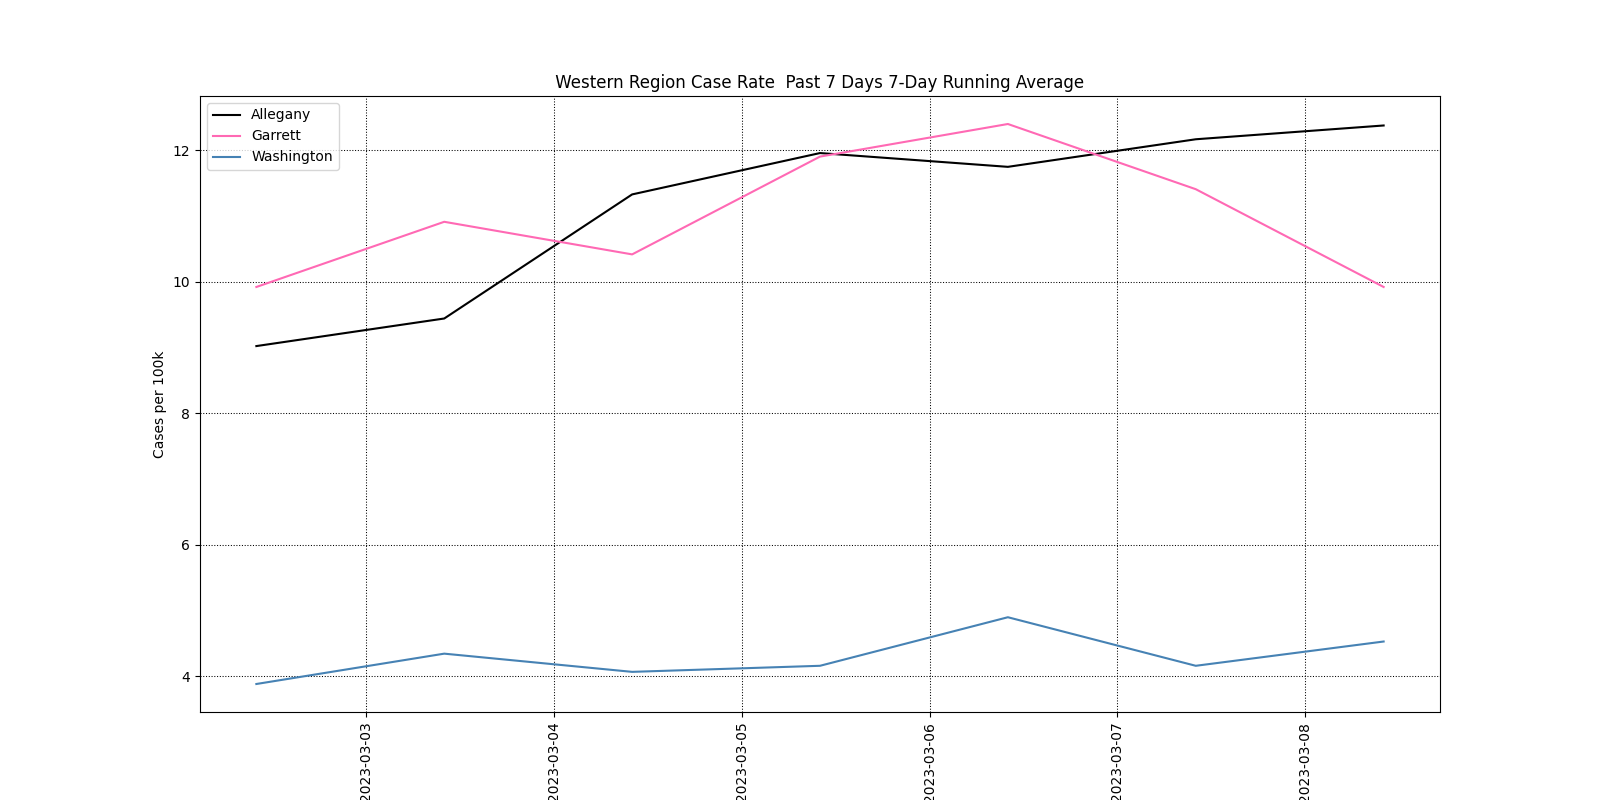 Western Region Case Rate  Past 7 Days 7-Day Running Average
Allegany
Garrett
Washington
12
10
8
6
4
Cases per 100k
2023-03-03
2023-03-04
2023-03-05
2023-03-06
2023-03-07
2023-03-08